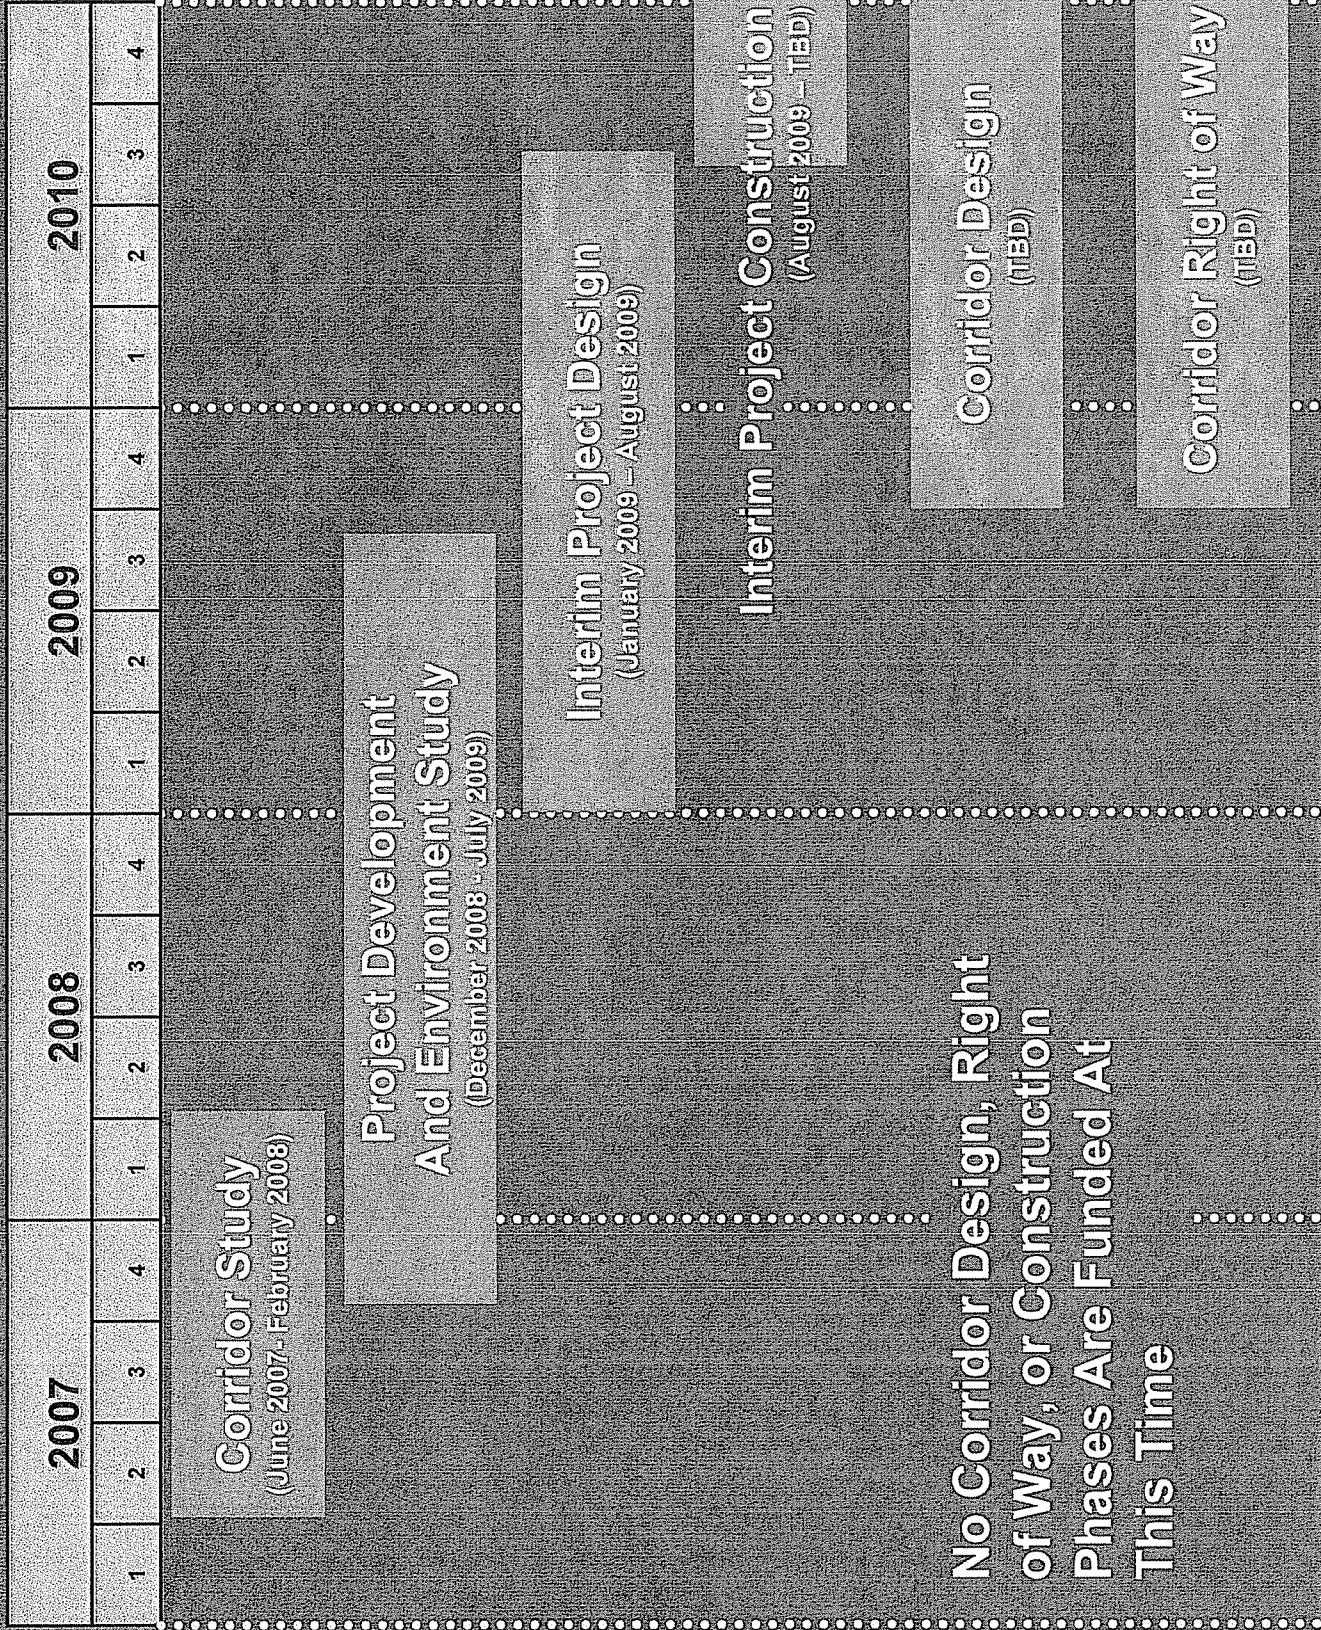 2007 2008 2009 2010
1 2 3 4 1 2 3 4 1 2 3 4 1 2 3 4
Corridor Study
(June 2007- February 2008)
Project Development
And Environment Study
(December 2008 - July 2009)
Interim Project Design
(January 2009 – August 2009)
Interim Project Construction
(August 2009 – TBD)
No Corridor Design, Right
of Way, or Construction
Phases Are Funded At
This Time
Corridor Design
(TBD)
Corridor Right of Way
(TBD)